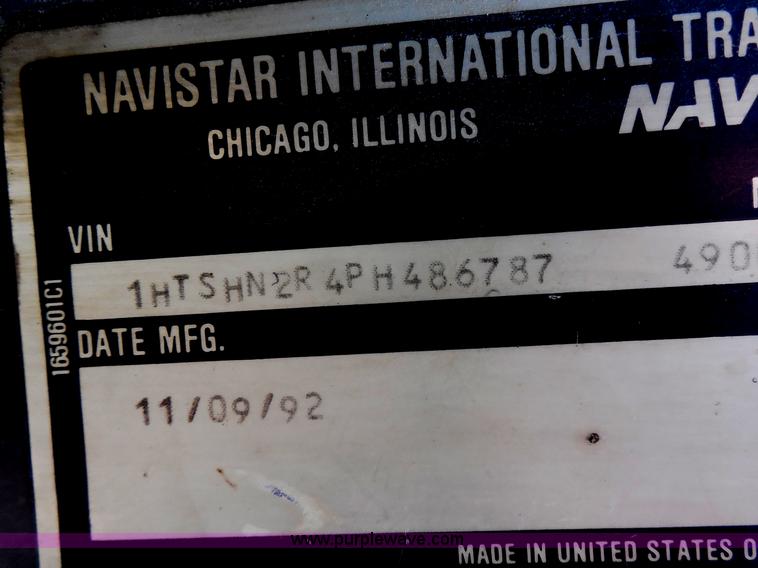 NAVISTAR INTERNATIONAL TRA
CHICAGO, ILLINOIS
NAV
VIN
1HTSHN2R4PH486787 490
DATE MFG.
11/09/92
1659601C1
www.purplewave.com
MADE IN UNITED STATES O